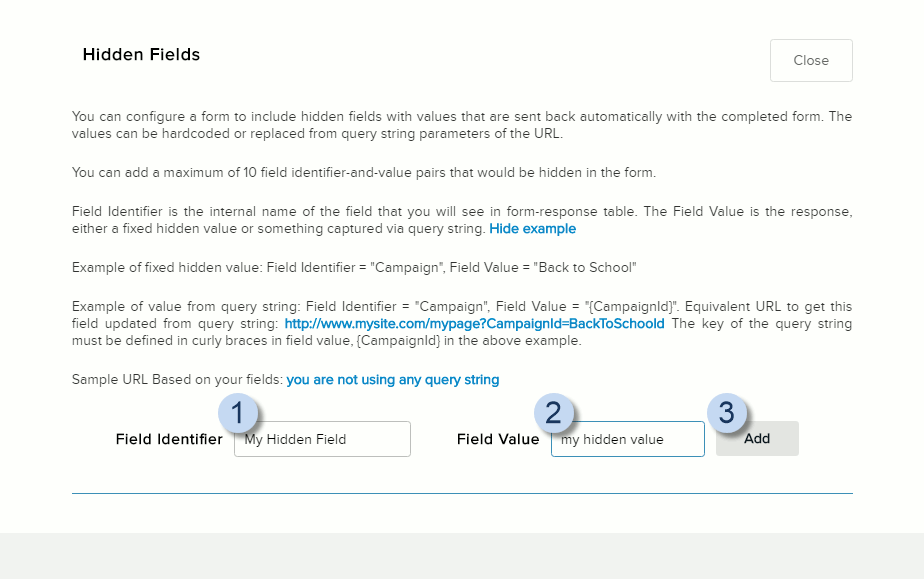 Hidden Fields
Close
You can configure a form to include hidden fields with values that are sent back automatically with the completed form. The
values can be hardcoded or replaced from query string parameters of the URL.
You can add a maximum of 10 field identifier-and-value pairs that would be hidden in the form.
Field Identifier is the internal name of the field that you will see in form-response table. The Field Value is the response,
either a fixed hidden value or something captured via query string. Hide example
Example of fixed hidden value: Field Identifier = "Campaign", Field Value = "Back to School"
Example of value from query string: Field Identifier = "Campaign", Field Value = "{CampaignId}". Equivalent URL to get this
field updated from query string: http://www.mysite.com/mypage?CampaignId=BackToSchoold The key of the query string
must be defined in curly braces in field value, {CampaignId} in the above example.
Sample URL Based on your fields: you are not using any query string
1 2 3
Field Identifier My Hidden Field Field Value my hidden value Add